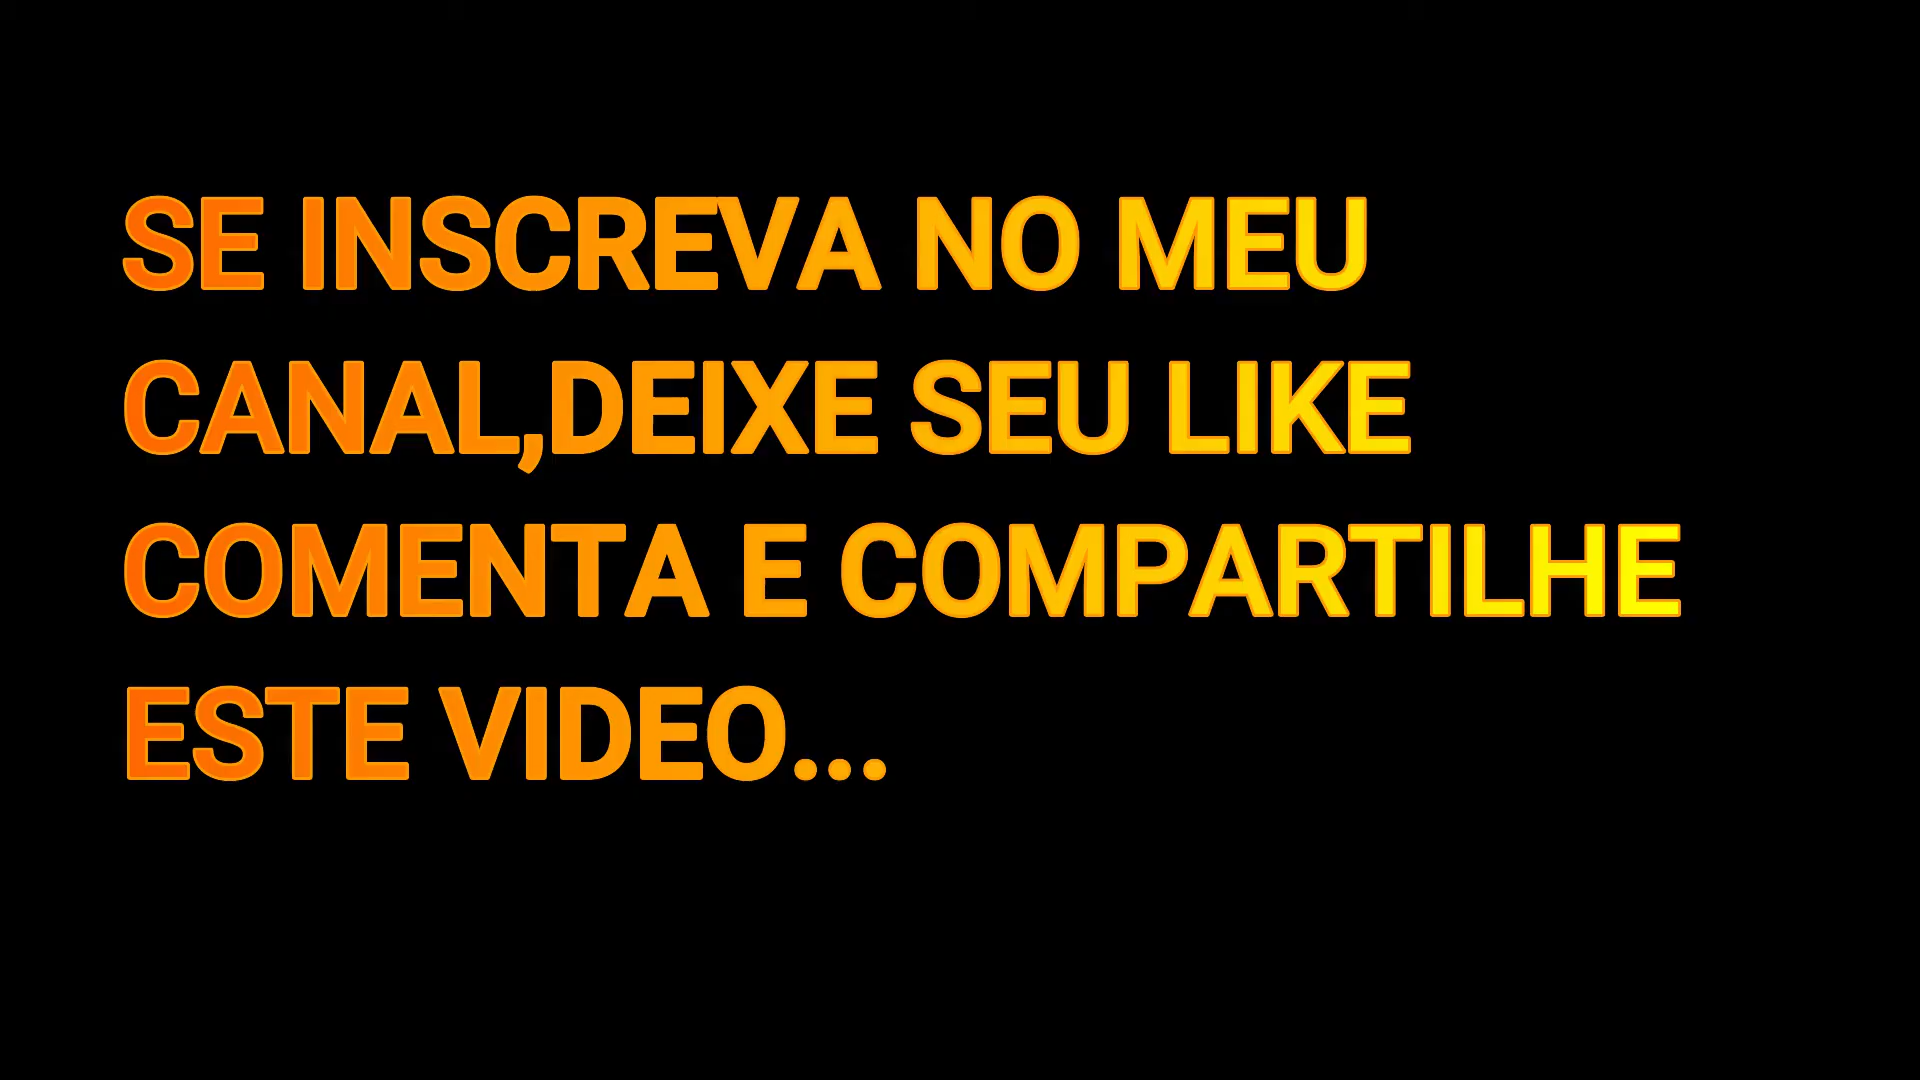 SE INSCREVA NO MEU
CANAL,DEIXE SEU LIKE
COMENTA E COMPARTILHE
ESTE VIDEO...